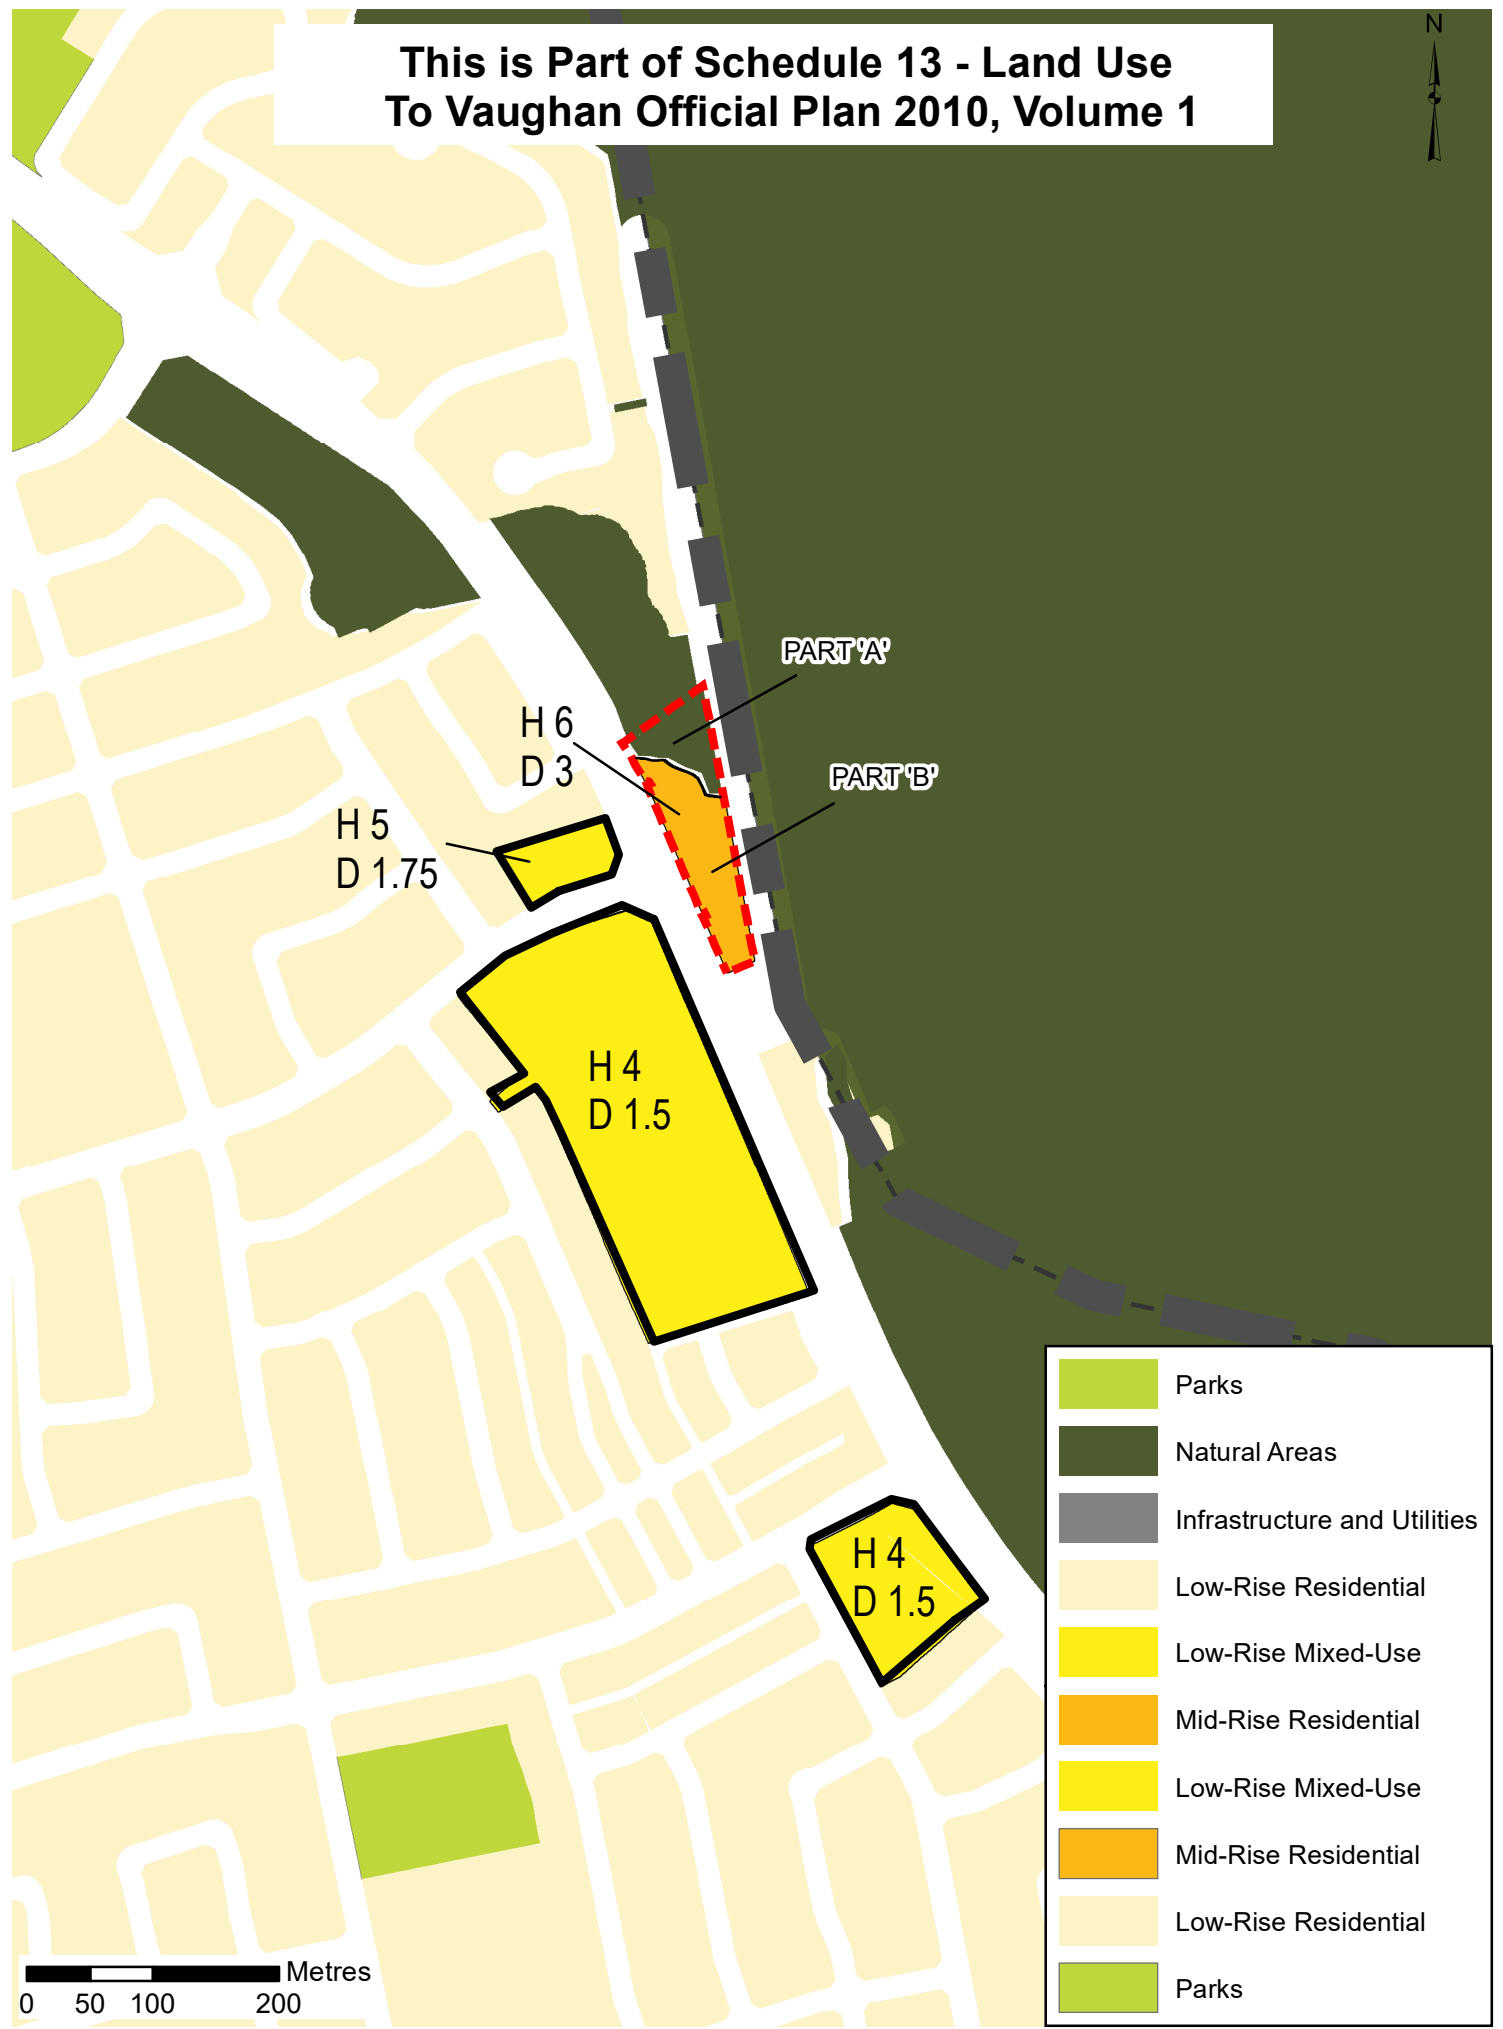 This is Part of Schedule 13 - Land Use
To Vaughan Official Plan 2010, Volume 1
N
PART 'A'
H 6
D 3
PART 'B'
H 5
D 1.75
H 4
D 1.5
H 4
D 1.5
Parks
Natural Areas
Infrastructure and Utilities
Low-Rise Residential
Low-Rise Mixed-Use
Mid-Rise Residential
Low-Rise Mixed-Use
Mid-Rise Residential
Low-Rise Residential
Parks
Metres
0 50 100 200